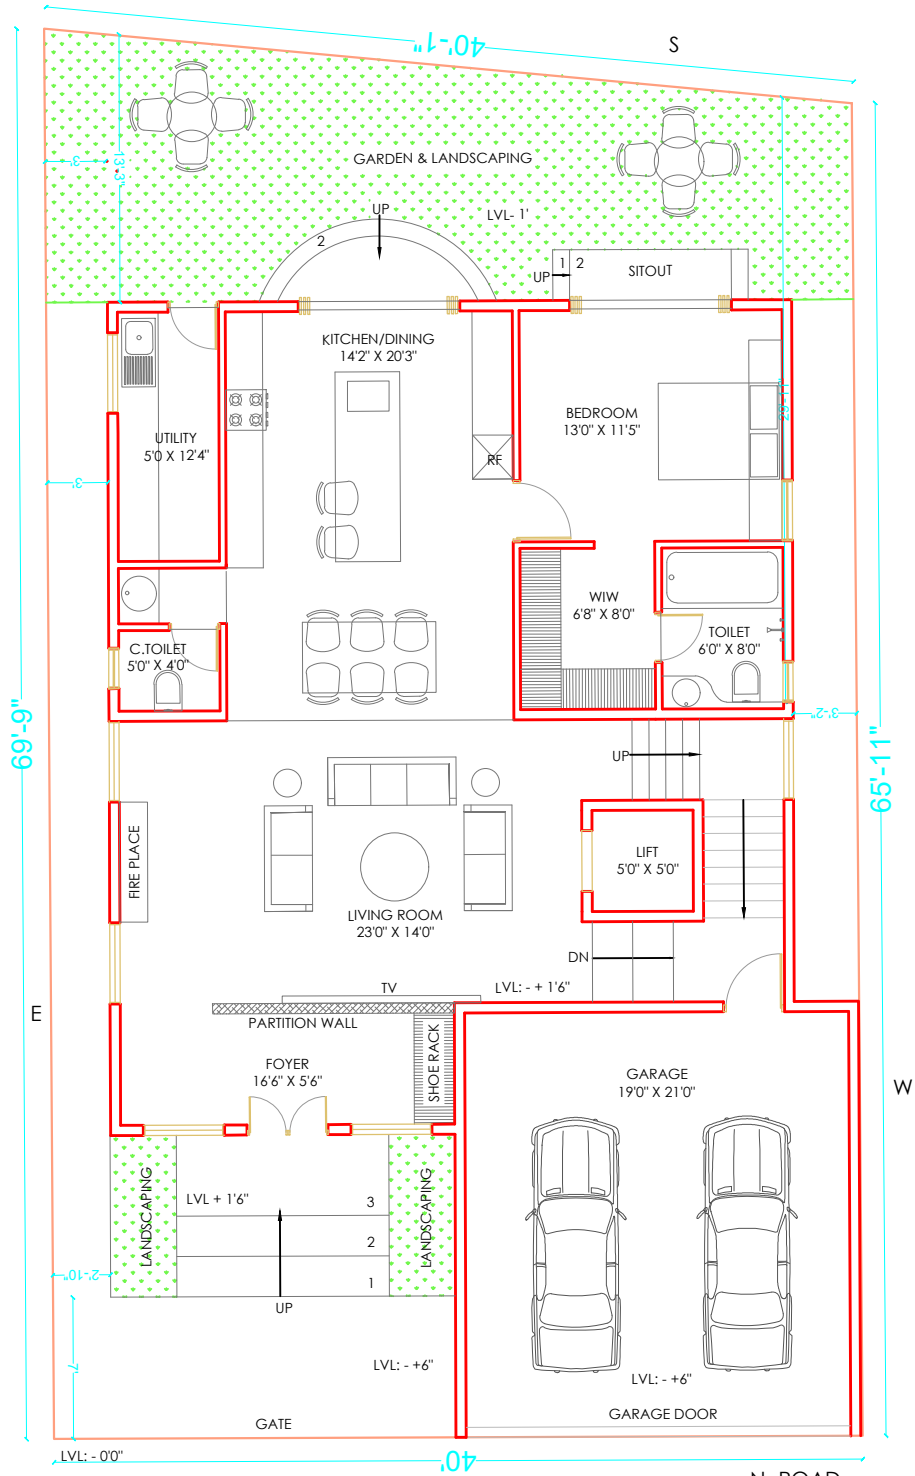 40'-1"
S
3'
13'-3"
GARDEN & LANDSCAPING
UP
LVL- 1'
2
1 2
UP
SITOUT
KITCHEN/DINING
14'2" X 20'3"
BEDROOM
13'0" X 11'5"
UTILITY
5'0 X 12'4"
RF
3'
WIW
6'8" X 8'0"
TOILET
6'0" X 8'0"
C.TOILET
5'0" X 4'0"
3'-2"
69'-9"
65'-11"
UP
FIRE PLACE
LIFT
5'0" X 5'0"
LIVING ROOM
23'0" X 14'0"
DN
TV
LVL: - + 1'6"
PARTITION WALL
E
SHOE RACK
FOYER
16'6" X 5'6"
GARAGE
19'0" X 21'0"
W
LANDSCAPING
LVL + 1'6"
3
2
1
LANDSCAPING
2'-10"
UP
7'
LVL: - +6"
LVL: - +6"
GARAGE DOOR
GATE
LVL: - 0'0"
40'
N- ROAD